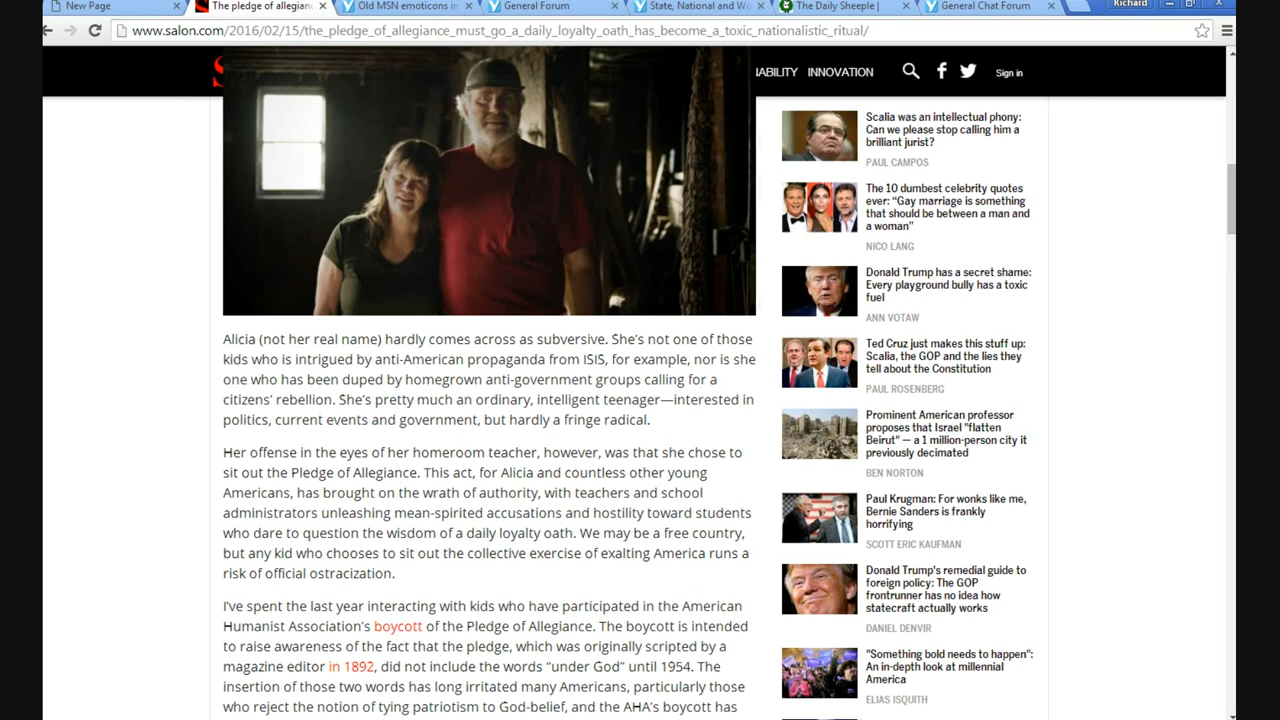 New Page
The pledge of allegian
Old MSN emoticons in
General Forum
State, National and Wo
The Daily Sheeple |
General Chat Forum
Richard
www.salon.com/2016/02/15/the_pledge_of_allegiance_must_go_a_daily_loyalty_oath_has_become_a_toxic_nationalistic_ritual/
S
IABILITY INNOVATION
Sign in
Alicia (not her real name) hardly comes across as subversive. She's not one of those
kids who is intrigued by anti-American propaganda from ISIS, for example, nor is she
one who has been duped by homegrown anti-government groups calling for a
citizens' rebellion. She's pretty much an ordinary, intelligent teenager—interested in
politics, current events and government, but hardly a fringe radical.
Her offense in the eyes of her homeroom teacher, however, was that she chose to
sit out the Pledge of Allegiance. This act, for Alicia and countless other young
Americans, has brought on the wrath of authority, with teachers and school
administrators unleashing mean-spirited accusations and hostility toward students
who dare to question the wisdom of a daily loyalty oath. We may be a free country,
but any kid who chooses to sit out the collective exercise of exalting America runs a
risk of official ostracization.
I've spent the last year interacting with kids who have participated in the American
Humanist Association's boycott of the Pledge of Allegiance. The boycott is intended
to raise awareness of the fact that the pledge, which was originally scripted by a
magazine editor in 1892, did not include the words "under God" until 1954. The
insertion of those two words has long irritated many Americans, particularly those
who reject the notion of tying patriotism to God-belief, and the AHA's boycott has
Scalia was an intellectual phony:
Can we please stop calling him a
brilliant jurist?
PAUL CAMPOS
The 10 dumbest celebrity quotes
ever: "Gay marriage is something
that should be between a man and
a woman"
NICO LANG
Donald Trump has a secret shame:
Every playground bully has a toxic
fuel
ANN VOTAW
Ted Cruz just makes this stuff up:
Scalia, the GOP and the lies they
tell about the Constitution
PAUL ROSENBERG
Prominent American professor
proposes that Israel "flatten
Beirut" — a 1 million-person city it
previously decimated
BEN NORTON
Paul Krugman: For wonks like me,
Bernie Sanders is frankly
horrifying
SCOTT ERIC KAUFMAN
Donald Trump's remedial guide to
foreign policy: The GOP
frontrunner has no idea how
statecraft actually works
DANIEL DENVIR
"Something bold needs to happen":
An in-depth look at millennial
America
ELIAS ISQUITH